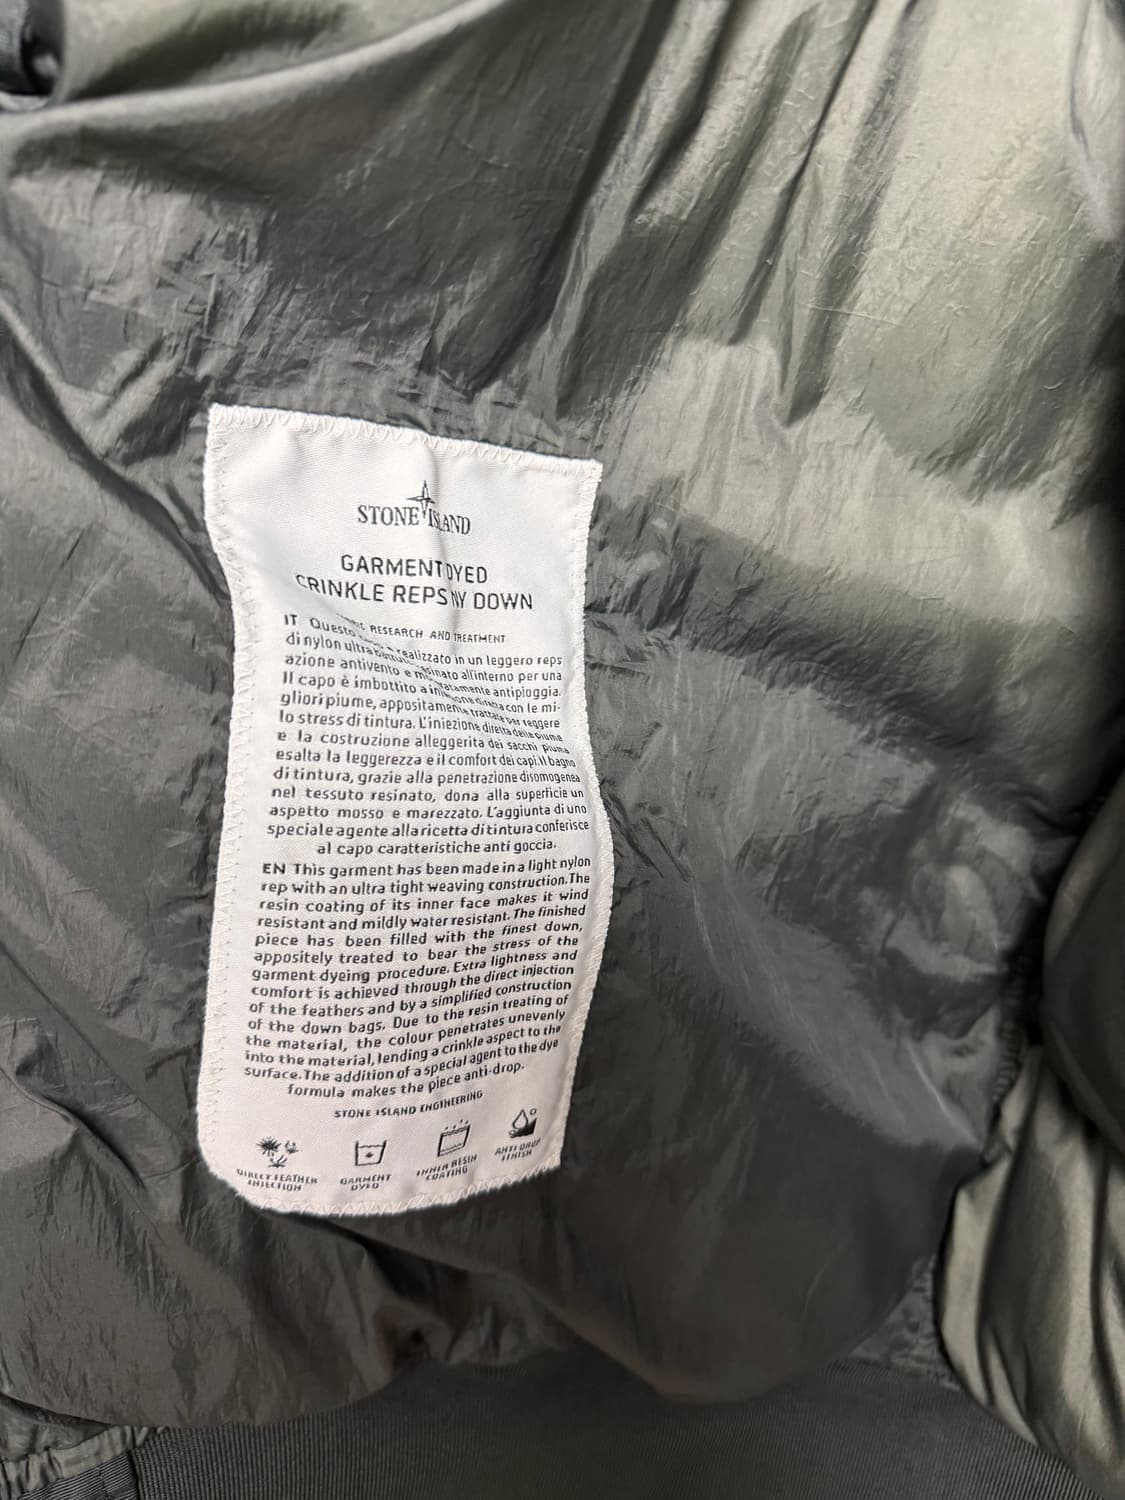 STONE ISLAND
GARMENT DYED
CRINKLE REPS NY DOWN
RESEARCH AND TREATMENT
IT Questo realizzato in un leggero reps
di nylon ultra all'interno per una
azione antivento e antipioggia.
Il capo è imbottito a con le mi-
gliori piume, appositamente trattate per reggere
lo stress di tintura. L'iniezione diretta delle piume
e la costruzione alleggerita dei sacchi piuma
esalta la leggerezza e il comfort dei capi. Il bagno
di tintura, grazie alla penetrazione disomogenea
nel tessuto resinato, dona alla superficie un
aspetto mosso e marezzato. L'aggiunta di uno
speciale agente alla ricetta di tintura conferisce
al capo caratteristiche anti goccia.
EN This garment has been made in a light nylon
rep with an ultra tight weaving construction. The
resin coating of its inner face makes it wind
resistant and mildly water resistant. The finished
piece has been filled with the finest down,
appositely treated to bear the stress of the
garment dyeing procedure. Extra lightness and
comfort is achieved through the direct injection
of the feathers and by a simplified construction
of the down bags. Due to the resin treating of
the material, the colour penetrates unevenly
into the material, lending a crinkle aspect to the
surface. The addition of a special agent to the dye
formula makes the piece anti-drop.
STONE ISLAND ENGINEERING
DIRECT FEATHER
INJECTION
GARMENT
DYED
INNER RESIN
COATING
ANTI DROP
FINISH